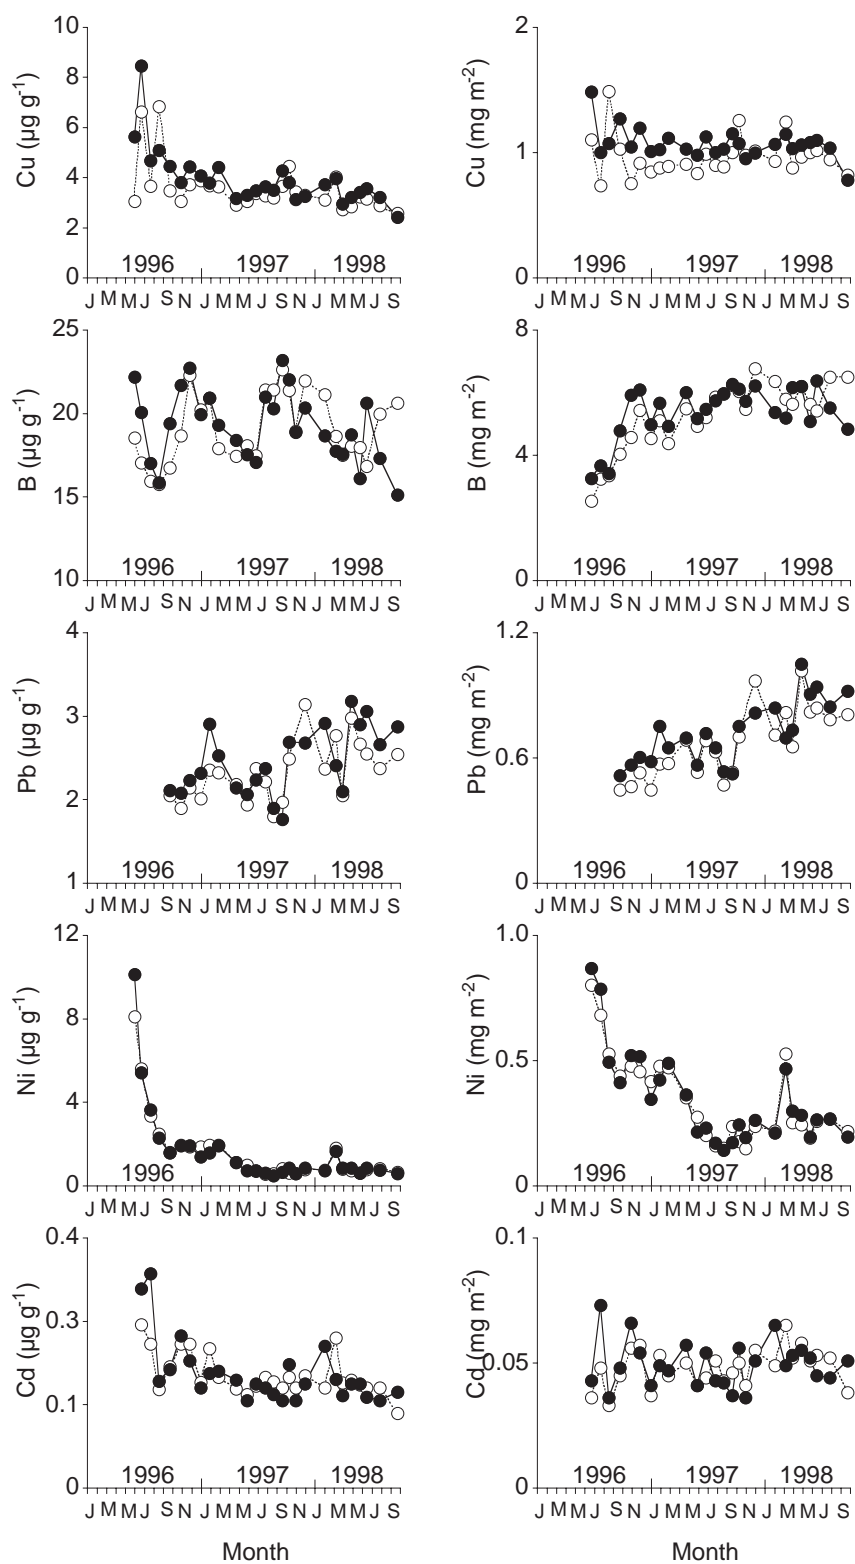 10
8
6
4
2
0
Cu (µg g⁻¹)
1996 1997 1998
J M M J S N J M M J S N J M M J S
2
1
0
Cu (mg m⁻²)
1996 1997 1998
J M M J S N J M M J S N J M M J S
25
20
15
10
B (µg g⁻¹)
1996 1997 1998
J M M J S N J M M J S N J M M J S
8
4
0
B (mg m⁻²)
1996 1997 1998
J M M J S N J M M J S N J M M J S
4
3
2
1
Pb (µg g⁻¹)
1996 1997 1998
J M M J S N J M M J S N J M M J S
1.2
0.6
0
Pb (mg m⁻²)
1996 1997 1998
J M M J S N J M M J S N J M M J S
12
8
4
0
Ni (µg g⁻¹)
1996
J M M J S N J M M J S N J M M J S
1.0
0.5
0
Ni (mg m⁻²)
1996 1997 1998
J M M J S N J M M J S N J M M J S
0.4
0.3
0.1
0
Cd (µg g⁻¹)
1996 1997 1998
J M M J S N J M M J S N J M M J S
Month
0.1
0.05
0
Cd (mg m⁻²)
1996 1997 1998
J M M J S N J M M J S N J M M J S
Month